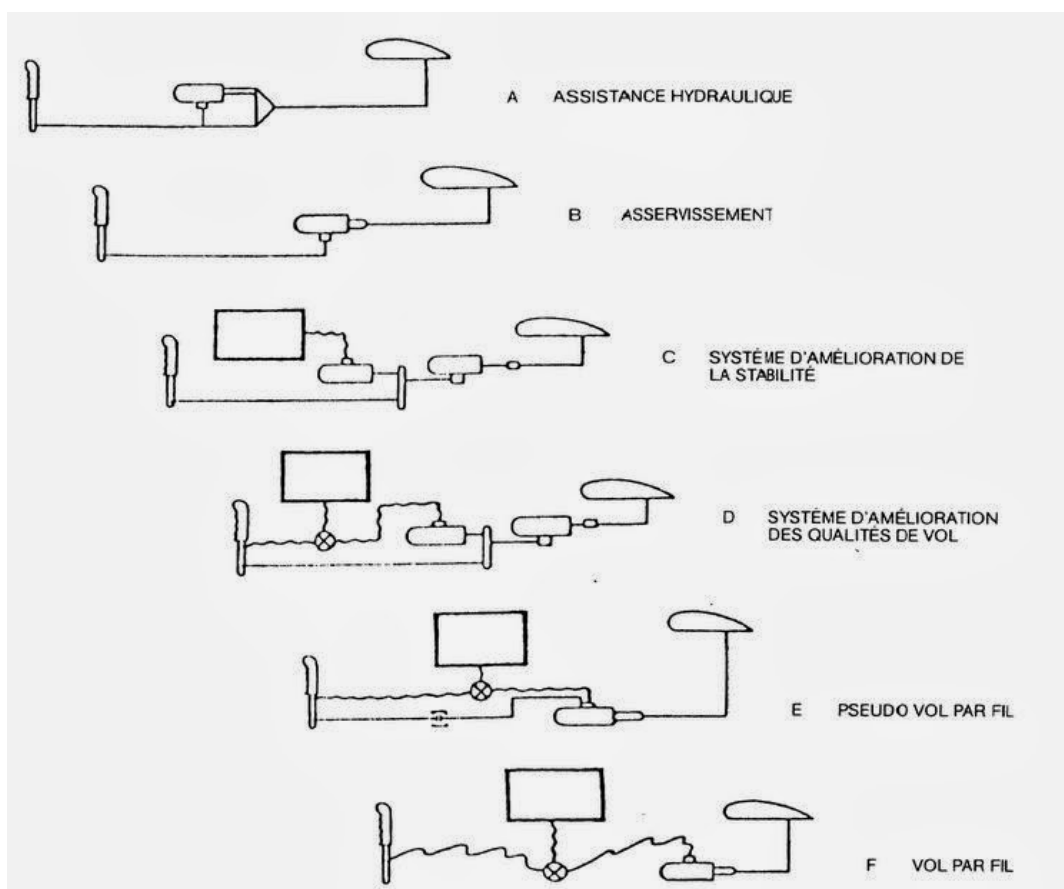 A ASSISTANCE HYDRAULIQUE
B ASSERVISSEMENT
C SYSTÈME D'AMÉLIORATION DE
LA STABILITÉ
D SYSTÉME D'AMÉLIORATION
DES QUALITÉS DE VOL
E PSEUDO VOL PAR FIL
F VOL PAR FIL